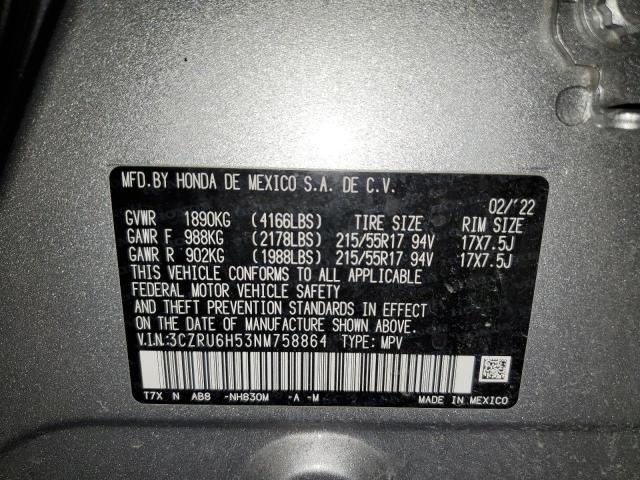 MFD.BY HONDA DE MEXICO S.A. DE C.V.
02/'22
GVWR 1890KG (4166LBS) TIRE SIZE RIM SIZE
GAWR F 988KG (2178LBS) 215/55R17 94V 17X7.5J
GAWR R 902KG (1988LBS) 215/55R17 94V 17X7.5J
THIS VEHICLE CONFORMS TO ALL APPLICABLE
FEDERAL MOTOR VEHICLE SAFETY
AND THEFT PREVENTION STANDARDS IN EFFECT
ON THE DATE OF MANUFACTURE SHOWN ABOVE.
V.I.N:3CZRU6H53NM758864 TYPE: MPV
T7X N AB8 -NH830M -A -M MADE IN MEXICO